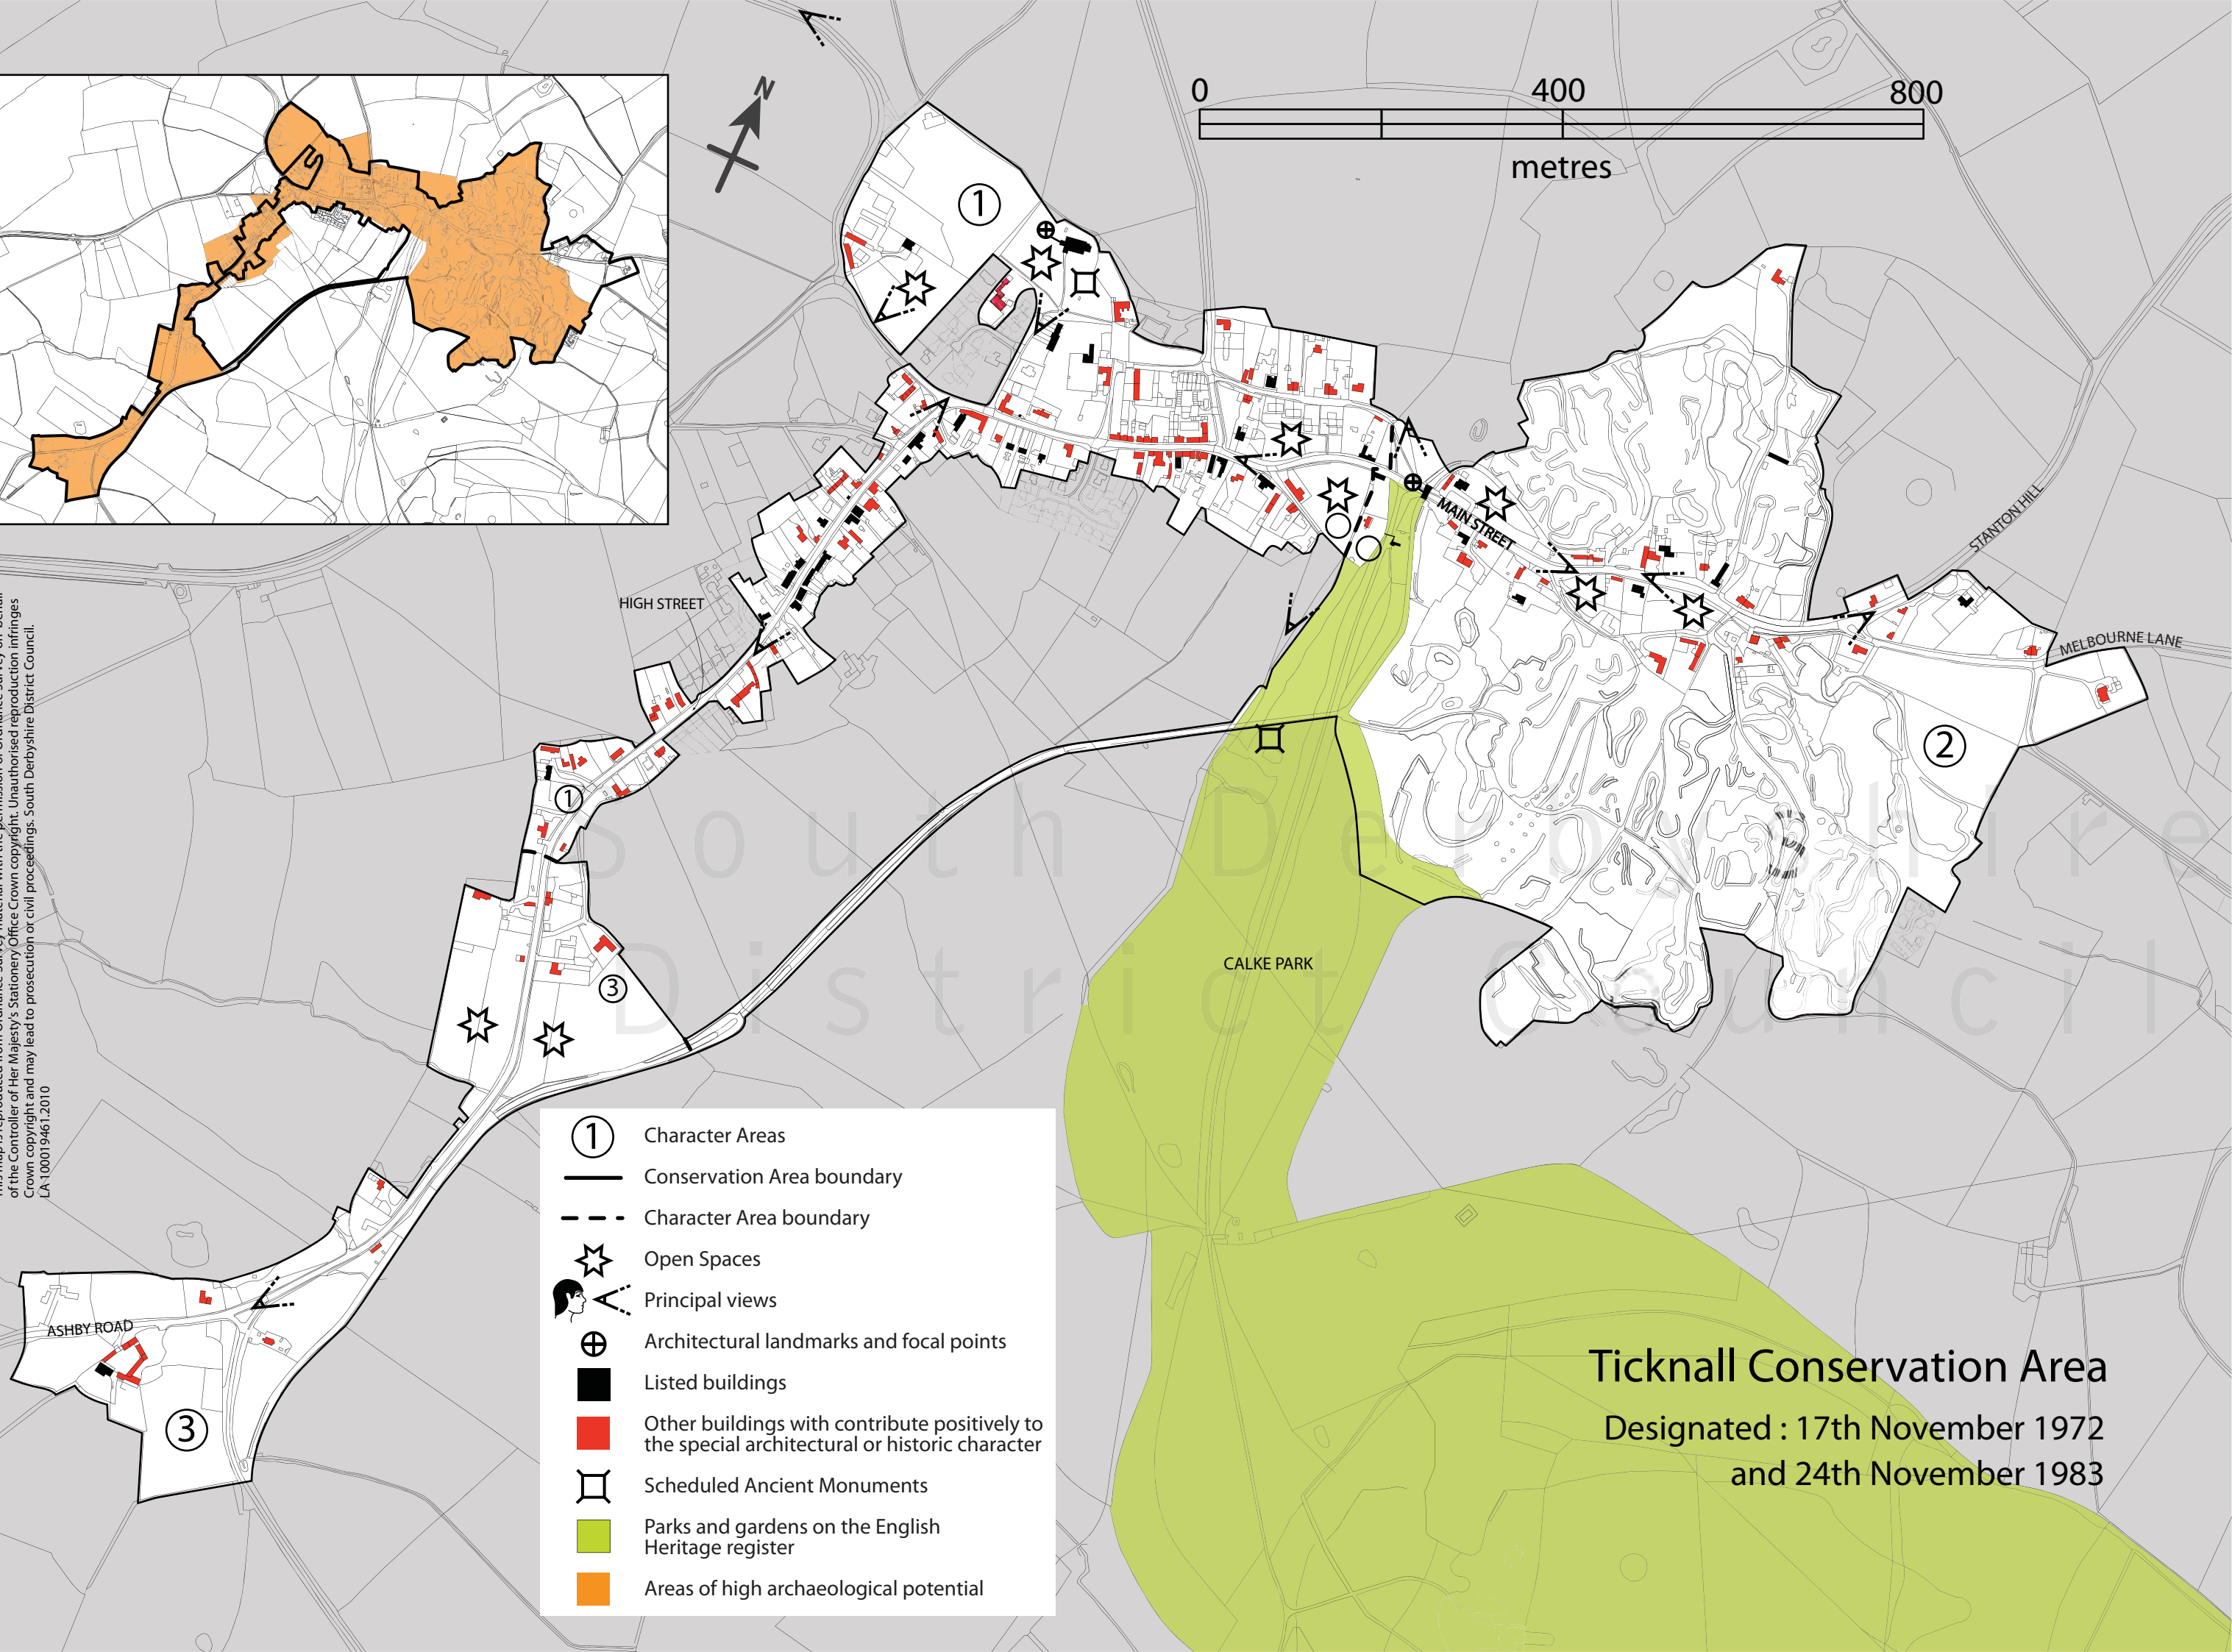 N
0 400 800
metres
1
HIGH STREET
MAIN STREET
STANTON HILL
MELBOURNE LANE
2
1
South Derbyshire
District Council
CALKE PARK
3
ASHBY ROAD
3
of the Controller of Her Majesty's Stationery Office Crown copyright. Unauthorised reproduction infringes
Crown copyright and may lead to prosecution or civil proceedings. South Derbyshire District Council.
LA 100019461.2010
1 Character Areas
Conservation Area boundary
Character Area boundary
Open Spaces
Principal views
Architectural landmarks and focal points
Listed buildings
Other buildings with contribute positively to
the special architectural or historic character
Scheduled Ancient Monuments
Parks and gardens on the English
Heritage register
Areas of high archaeological potential
Ticknall Conservation Area
Designated : 17th November 1972
and 24th November 1983